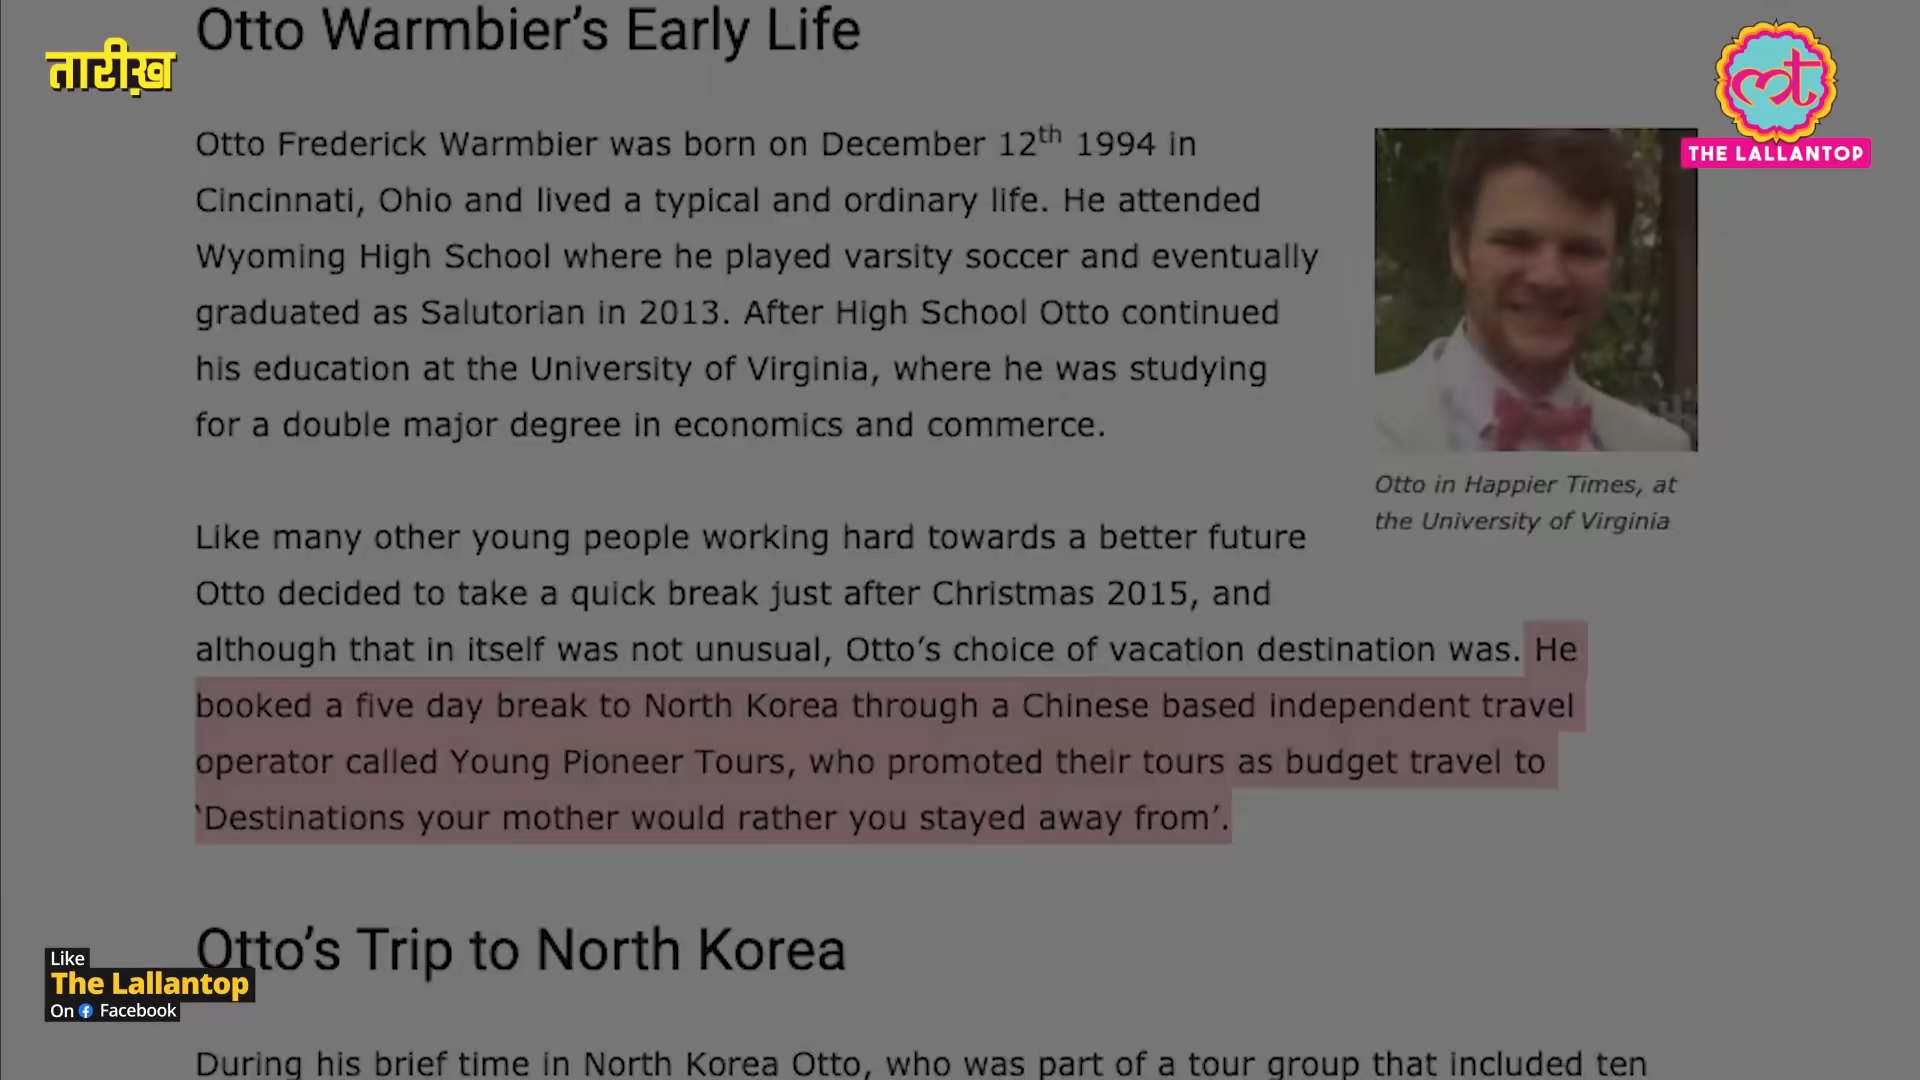 Otto Warmbier’s Early Life
तारीख़
THE LALLANTOP
Otto Frederick Warmbier was born on December 12th 1994 in
Cincinnati, Ohio and lived a typical and ordinary life. He attended
Wyoming High School where he played varsity soccer and eventually
graduated as Salutorian in 2013. After High School Otto continued
his education at the University of Virginia, where he was studying
for a double major degree in economics and commerce.
Otto in Happier Times, at
the University of Virginia
Like many other young people working hard towards a better future
Otto decided to take a quick break just after Christmas 2015, and
although that in itself was not unusual, Otto’s choice of vacation destination was. He
booked a five day break to North Korea through a Chinese based independent travel
operator called Young Pioneer Tours, who promoted their tours as budget travel to
‘Destinations your mother would rather you stayed away from’.
Otto’s Trip to North Korea
Like
The Lallantop
On Facebook
During his brief time in North Korea Otto, who was part of a tour group that included ten